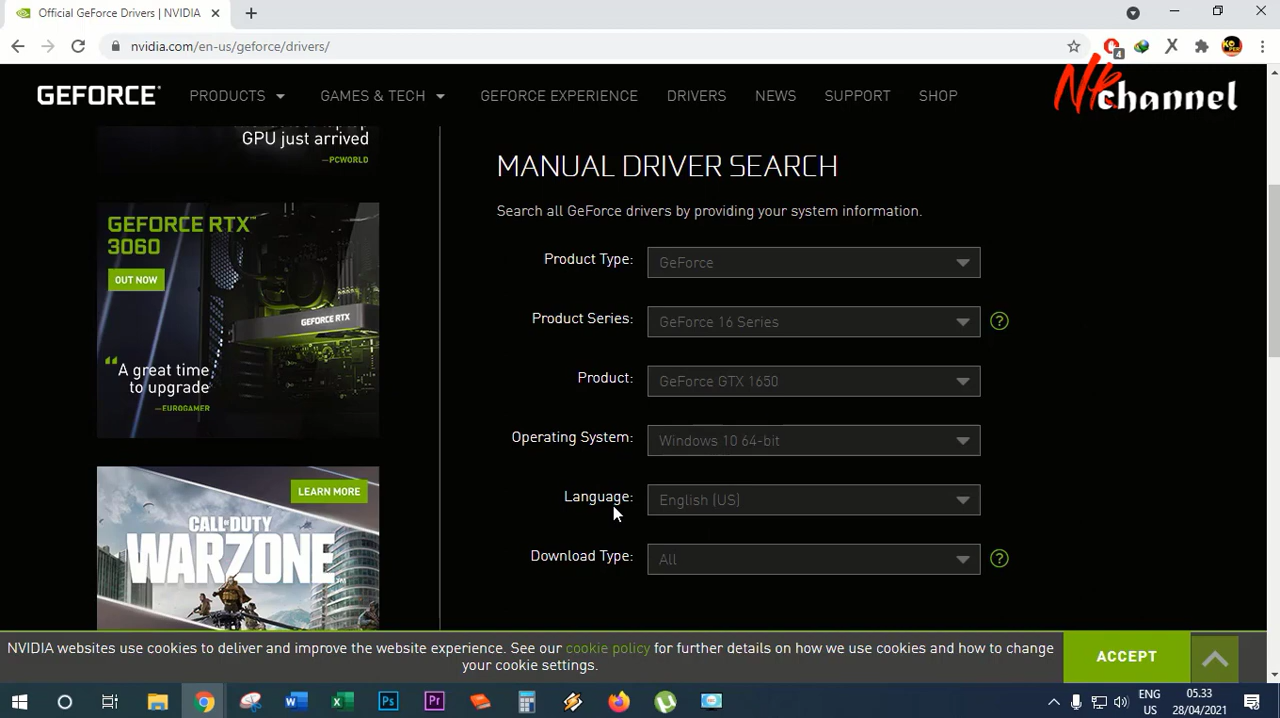 Official GeForce Drivers | NVIDIA
nvidia.com/en-us/geforce/drivers/
4
GEFORCE
PRODUCTS
GAMES & TECH
GEFORCE EXPERIENCE
DRIVERS
NEWS
SUPPORT
SHOP
Nk channel
GPU just arrived
—PCWORLD
GEFORCE RTX™
3060
OUT NOW
GEFORCE RTX
"A great time
to upgrade
—EUROGAMER
LEARN MORE
CALL OF DUTY
WARZONE
MANUAL DRIVER SEARCH
Search all GeForce drivers by providing your system information.
Product Type: GeForce
Product Series: GeForce 16 Series ?
Product: GeForce GTX 1650
Operating System: Windows 10 64-bit
Language: English (US)
Download Type: All ?
NVIDIA websites use cookies to deliver and improve the website experience. See our cookie policy for further details on how we use cookies and how to change
your cookie settings.
ACCEPT
ENG
US
05.33
28/04/2021